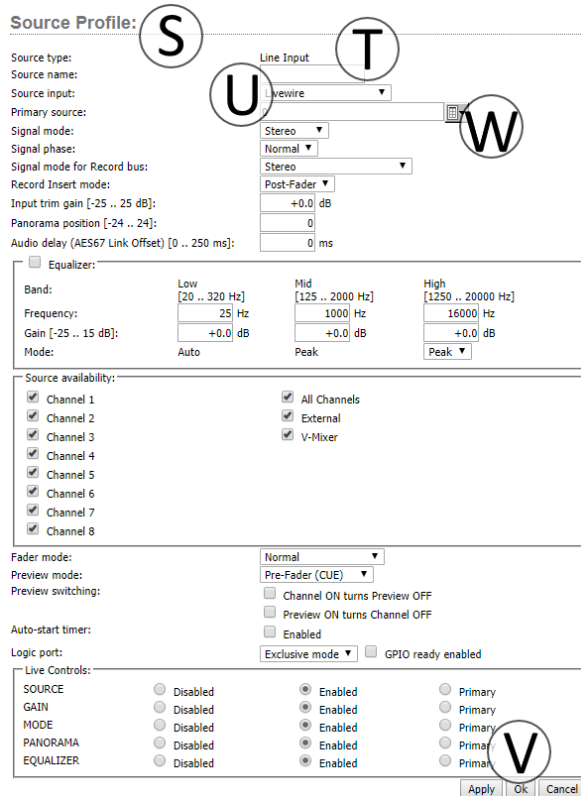 Source Profile:
S
T
U
W
V
Source type: Line Input
Source name:
Source input: Livewire
Primary source: 0
Signal mode: Stereo
Signal phase: Normal
Signal mode for Record bus: Stereo
Record Insert mode: Post-Fader
Input trim gain [-25 .. 25 dB]: +0.0 dB
Panorama position [-24 .. 24]: 0
Audio delay (AES67 Link Offset) [0 .. 250 ms]: 0 ms
Equalizer:
Band: Low [20 .. 320 Hz] Mid [125 .. 2000 Hz] High [1250 .. 20000 Hz]
Frequency: 25 Hz 1000 Hz 16000 Hz
Gain [-25 .. 15 dB]: +0.0 dB +0.0 dB +0.0 dB
Mode: Auto Peak Peak
Source availability:
Channel 1 All Channels
Channel 2 External
Channel 3 V-Mixer
Channel 4
Channel 5
Channel 6
Channel 7
Channel 8
Fader mode: Normal
Preview mode: Pre-Fader (CUE)
Preview switching: Channel ON turns Preview OFF
Preview ON turns Channel OFF
Auto-start timer: Enabled
Logic port: Exclusive mode GPIO ready enabled
Live Controls:
SOURCE Disabled Enabled Primary
GAIN Disabled Enabled Primary
MODE Disabled Enabled Primary
PANORAMA Disabled Enabled Primary
EQUALIZER Disabled Enabled Primary
Apply Ok Cancel